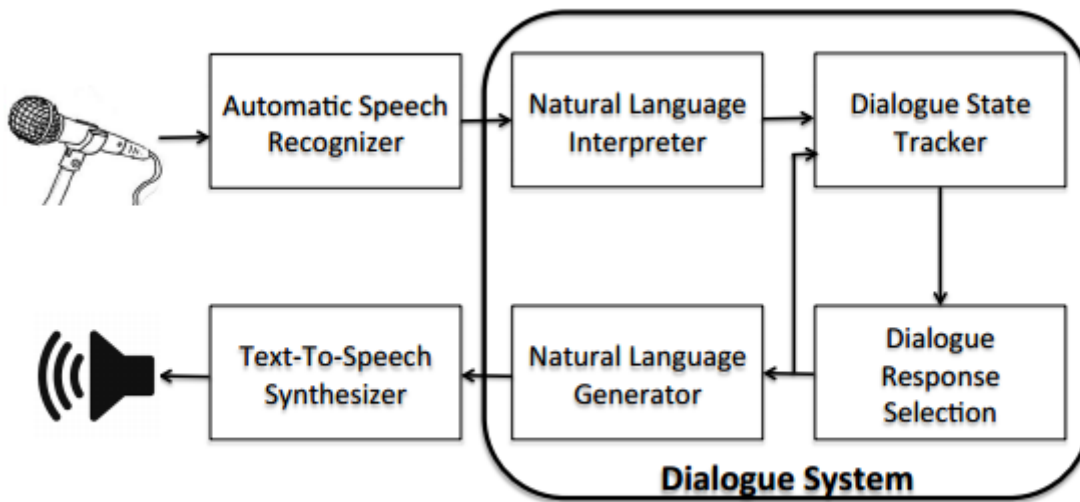 Automatic Speech
Recognizer
Natural Language
Interpreter
Dialogue State
Tracker
Text-To-Speech
Synthesizer
Natural Language
Generator
Dialogue
Response
Selection
Dialogue System